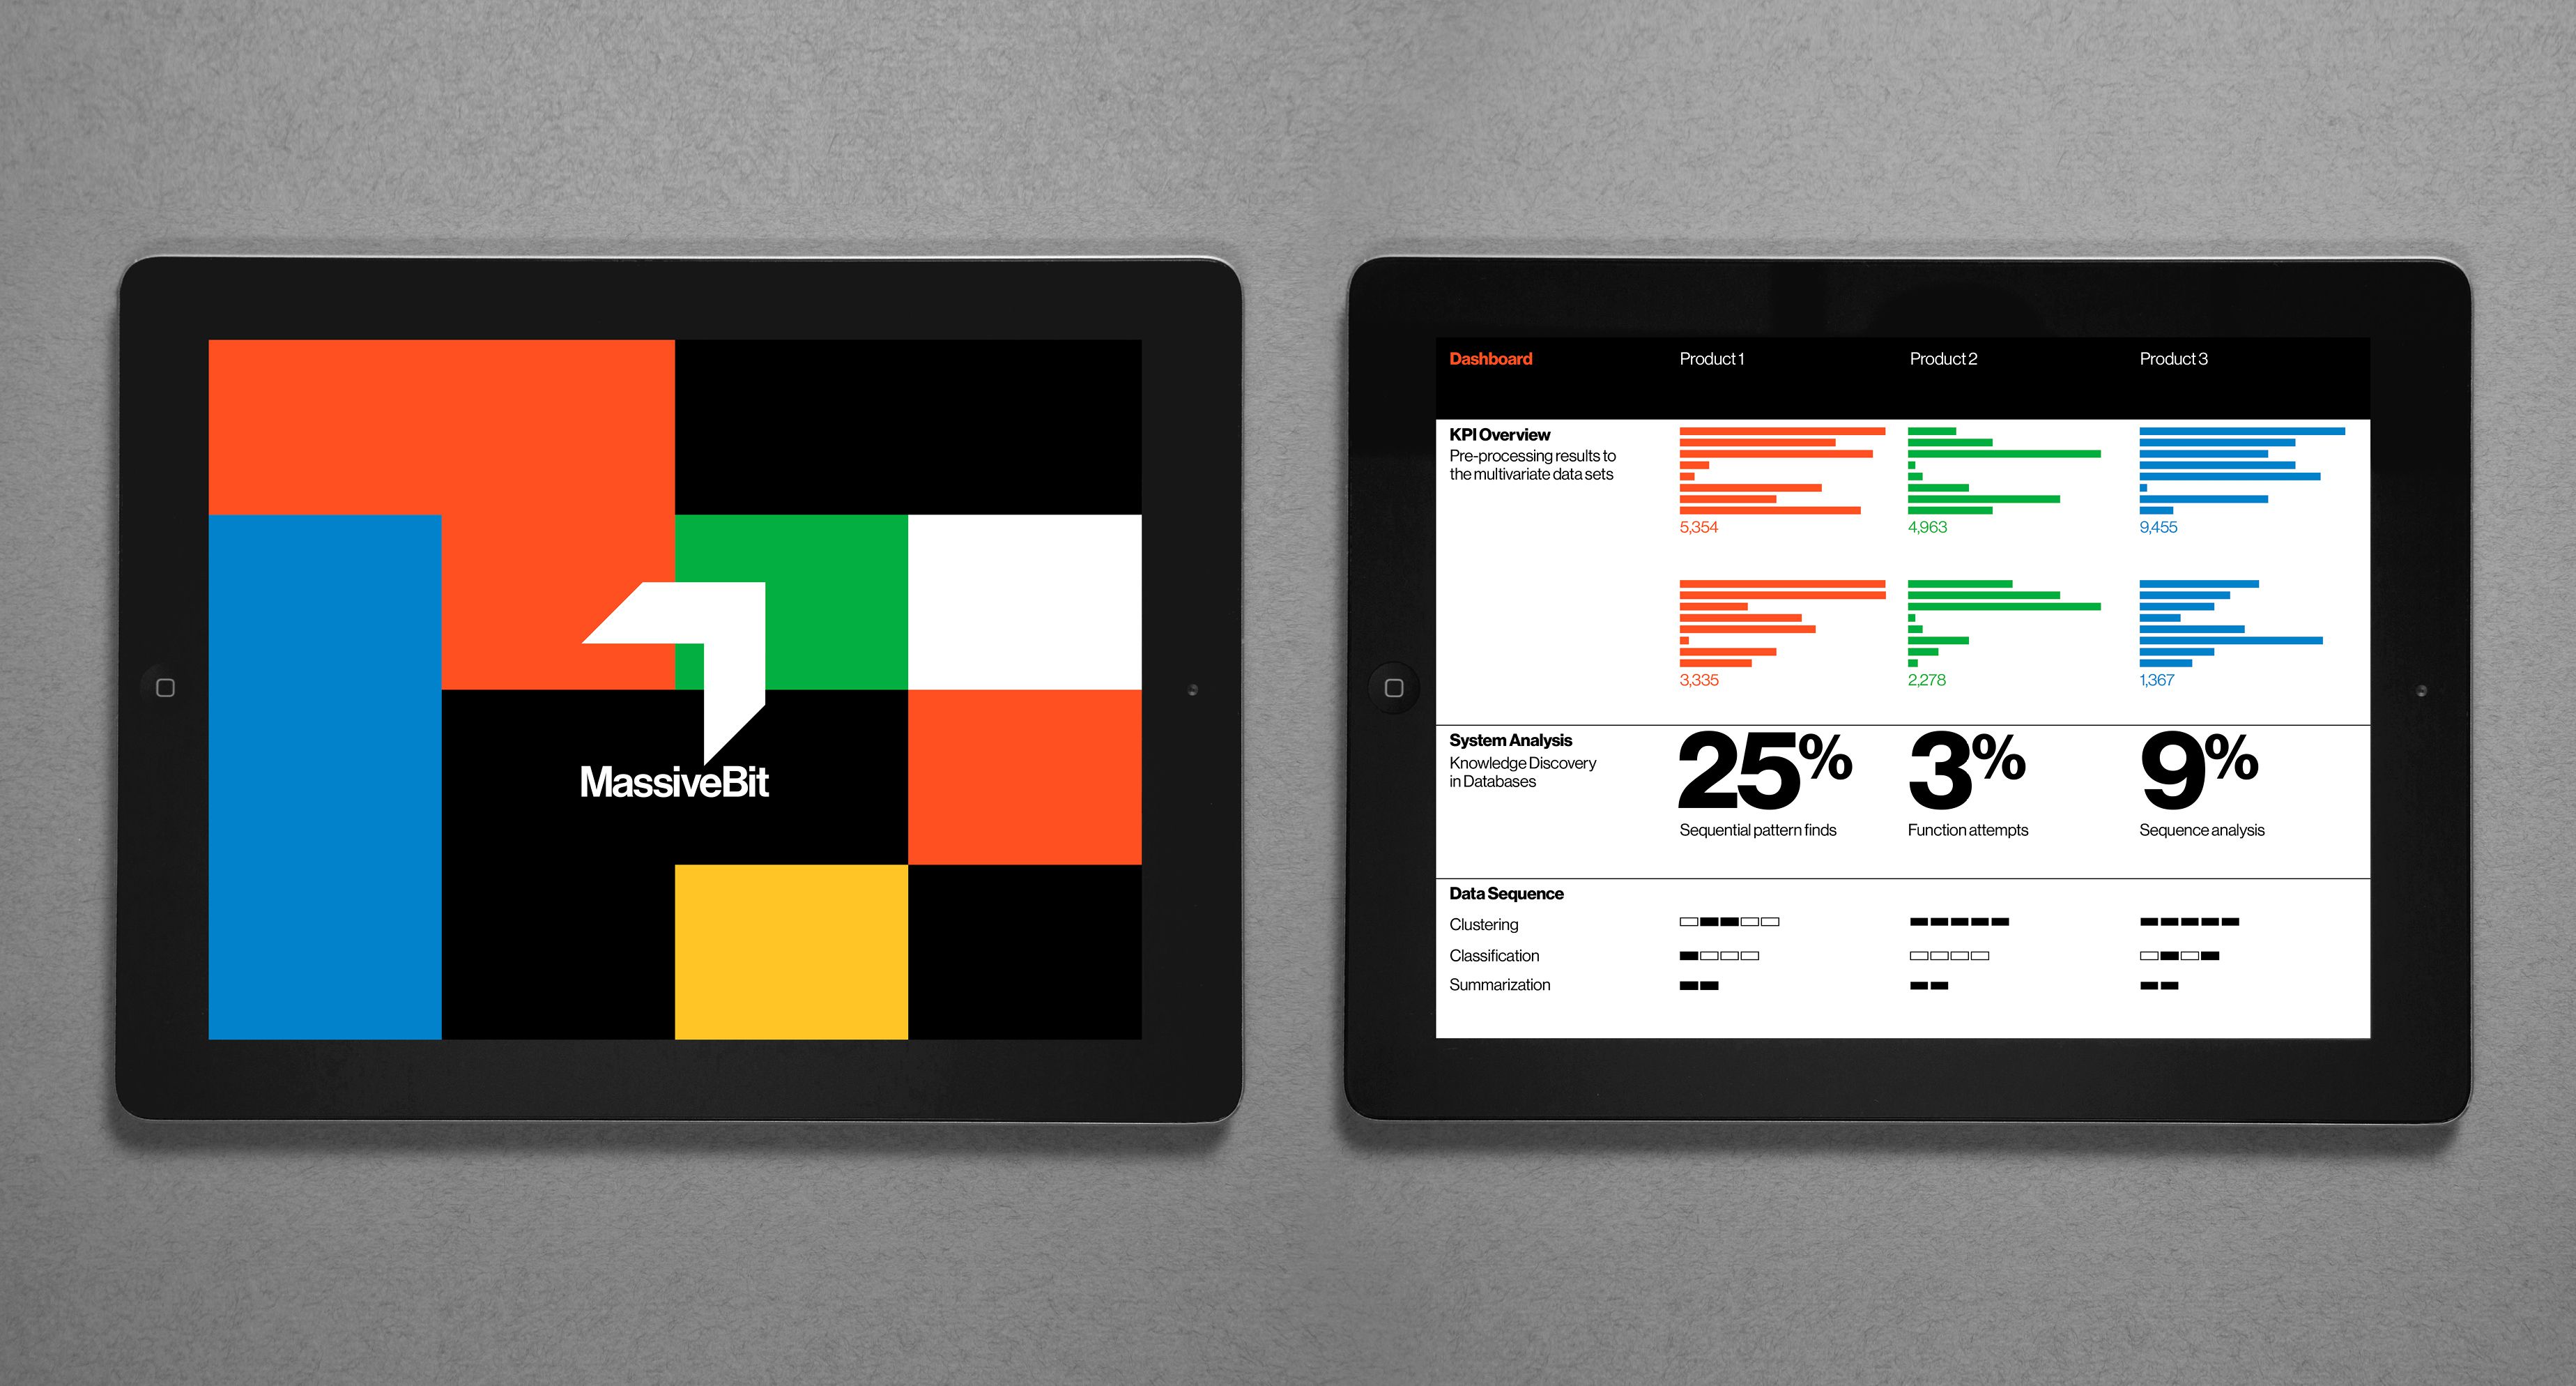 MassiveBit
Dashboard
Product 1
Product 2
Product 3
KPI Overview
Pre-processing results to
the multivariate data sets
5,354
4,963
9,455
3,335
2,278
1,367
System Analysis
Knowledge Discovery
in Databases
25%
Sequential pattern finds
3%
Function attempts
9%
Sequence analysis
Data Sequence
Clustering
Classification
Summarization